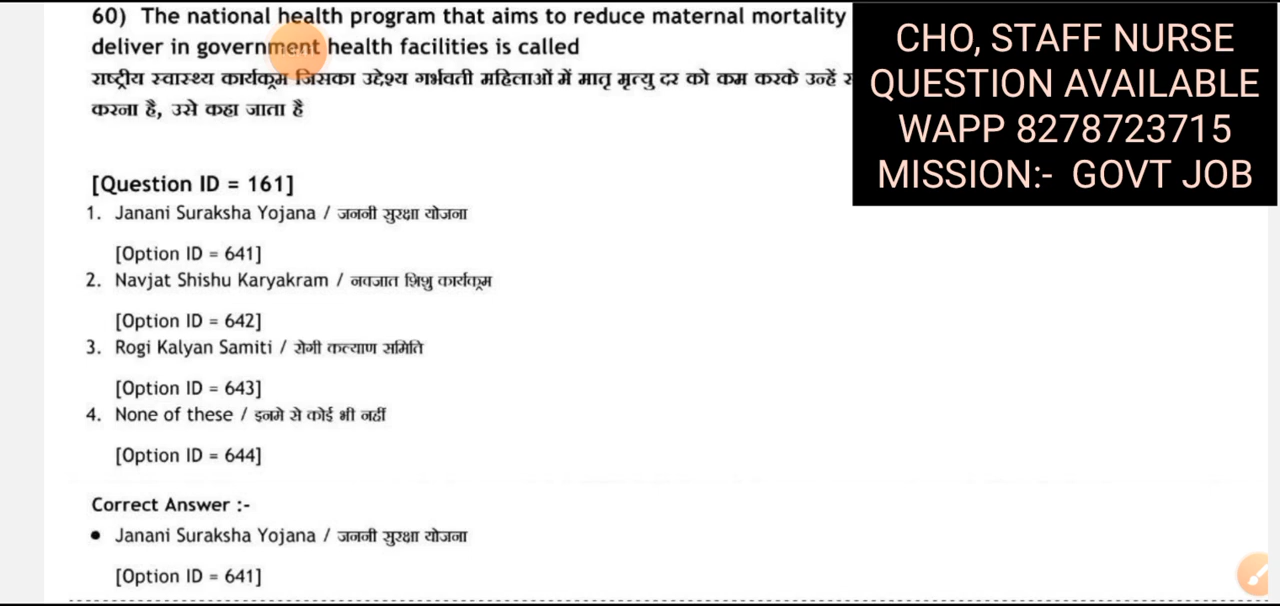 60) The national health program that aims to reduce maternal mortality
deliver in government health facilities is called
राष्ट्रीय स्वास्थ्य कार्यक्रम जिसका उद्देश्य गर्भवती महिलाओं में मातृ मृत्यु दर को कम करके उन्हें
करना है, उसे कहा जाता है
CHO, STAFF NURSE
QUESTION AVAILABLE
WAPP 8278723715
MISSION:- GOVT JOB
[Question ID = 161]
1. Janani Suraksha Yojana / जननी सुरक्षा योजना
[Option ID = 641]
2. Navjat Shishu Karyakram / नवजात शिशु कार्यक्रम
[Option ID = 642]
3. Rogi Kalyan Samiti / रोगी कल्याण समिति
[Option ID = 643]
4. None of these / इनमे से कोई भी नहीं
[Option ID = 644]
Correct Answer :-
• Janani Suraksha Yojana / जननी सुरक्षा योजना
[Option ID = 641]